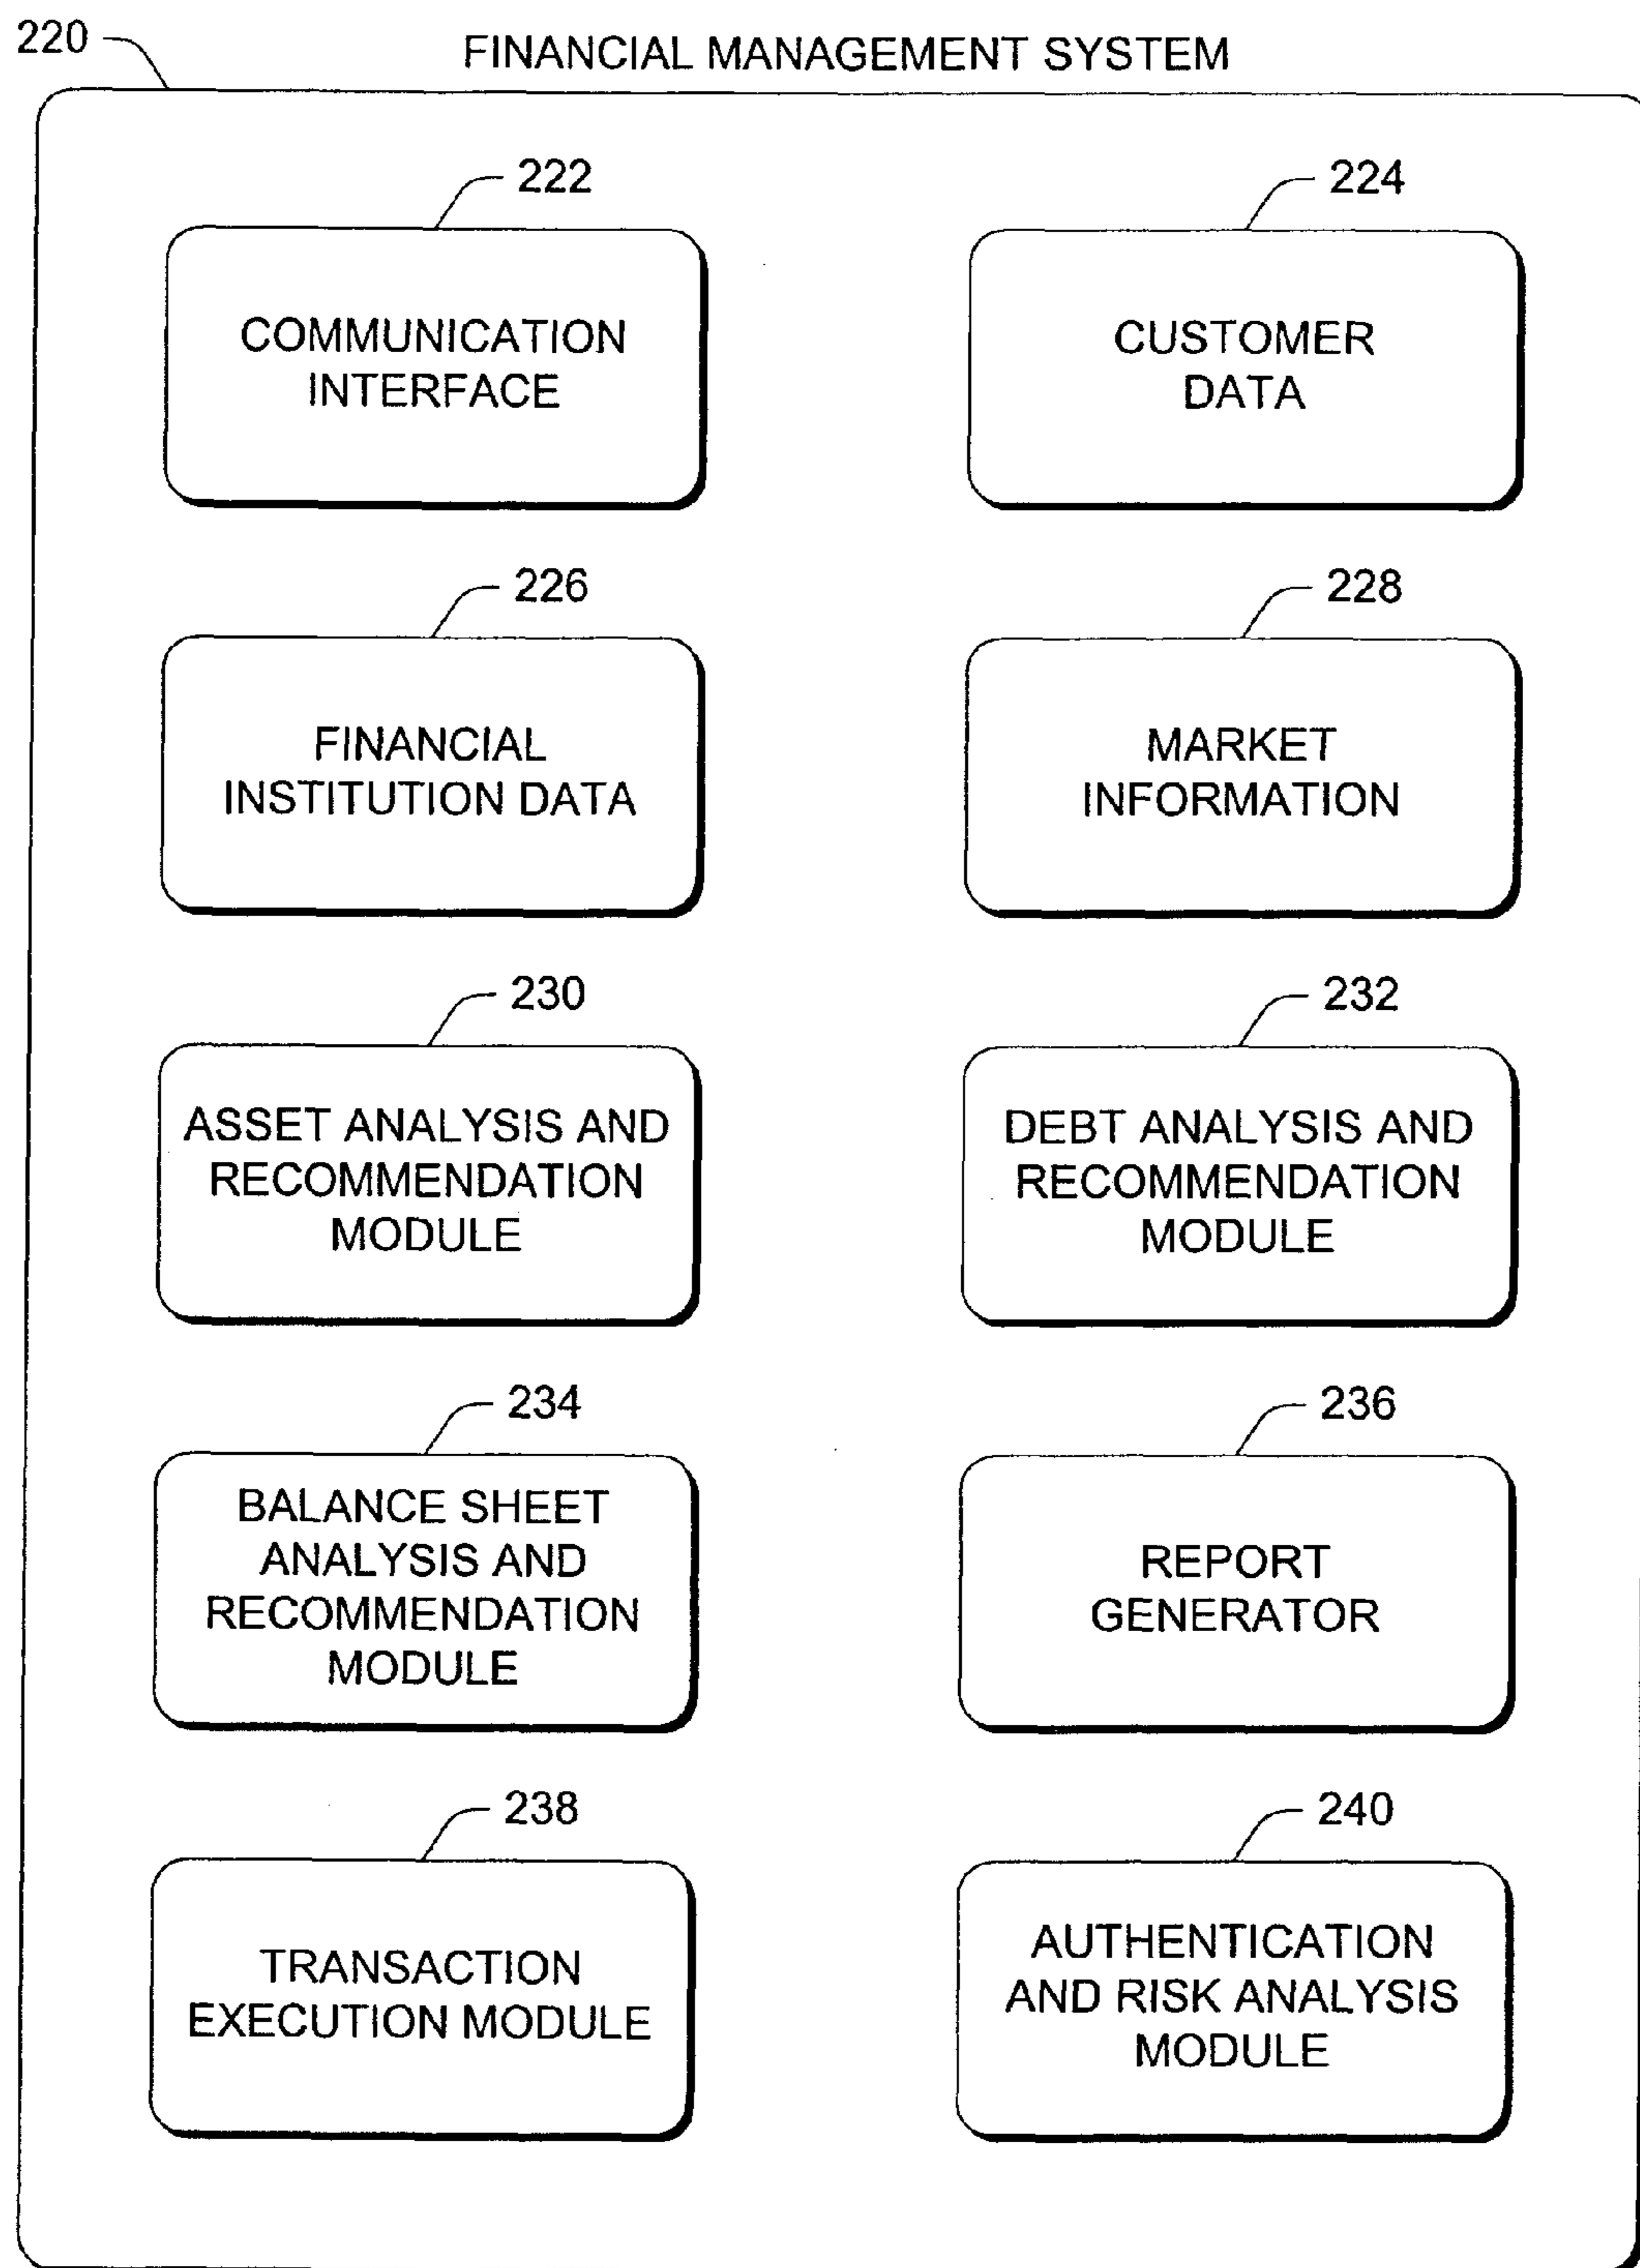 220
FINANCIAL MANAGEMENT SYSTEM
222
COMMUNICATION
INTERFACE
224
CUSTOMER
DATA
226
FINANCIAL
INSTITUTION DATA
228
MARKET
INFORMATION
230
ASSET ANALYSIS AND
RECOMMENDATION
MODULE
232
DEBT ANALYSIS AND
RECOMMENDATION
MODULE
234
BALANCE SHEET
ANALYSIS AND
RECOMMENDATION
MODULE
236
REPORT
GENERATOR
238
TRANSACTION
EXECUTION MODULE
240
AUTHENTICATION
AND RISK ANALYSIS
MODULE